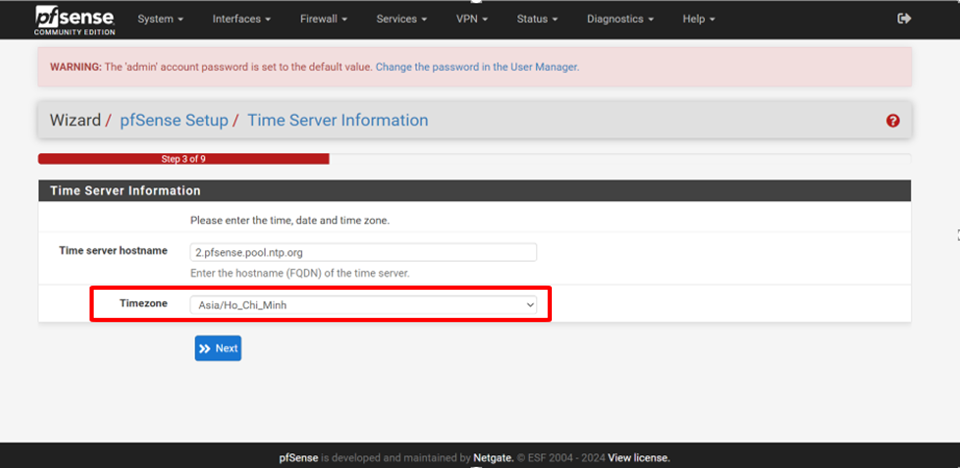 pfsense
COMMUNITY EDITION
System Interfaces Firewall Services VPN Status Diagnostics Help
WARNING: The 'admin' account password is set to the default value. Change the password in the User Manager.
Wizard / pfSense Setup / Time Server Information
Step 3 of 9
Time Server Information
Please enter the time, date and time zone.
Time server hostname 2.pfsense.pool.ntp.org
Enter the hostname (FQDN) of the time server.
Timezone Asia/Ho_Chi_Minh
Next
pfSense is developed and maintained by Netgate. © ESF 2004 - 2024 View license.